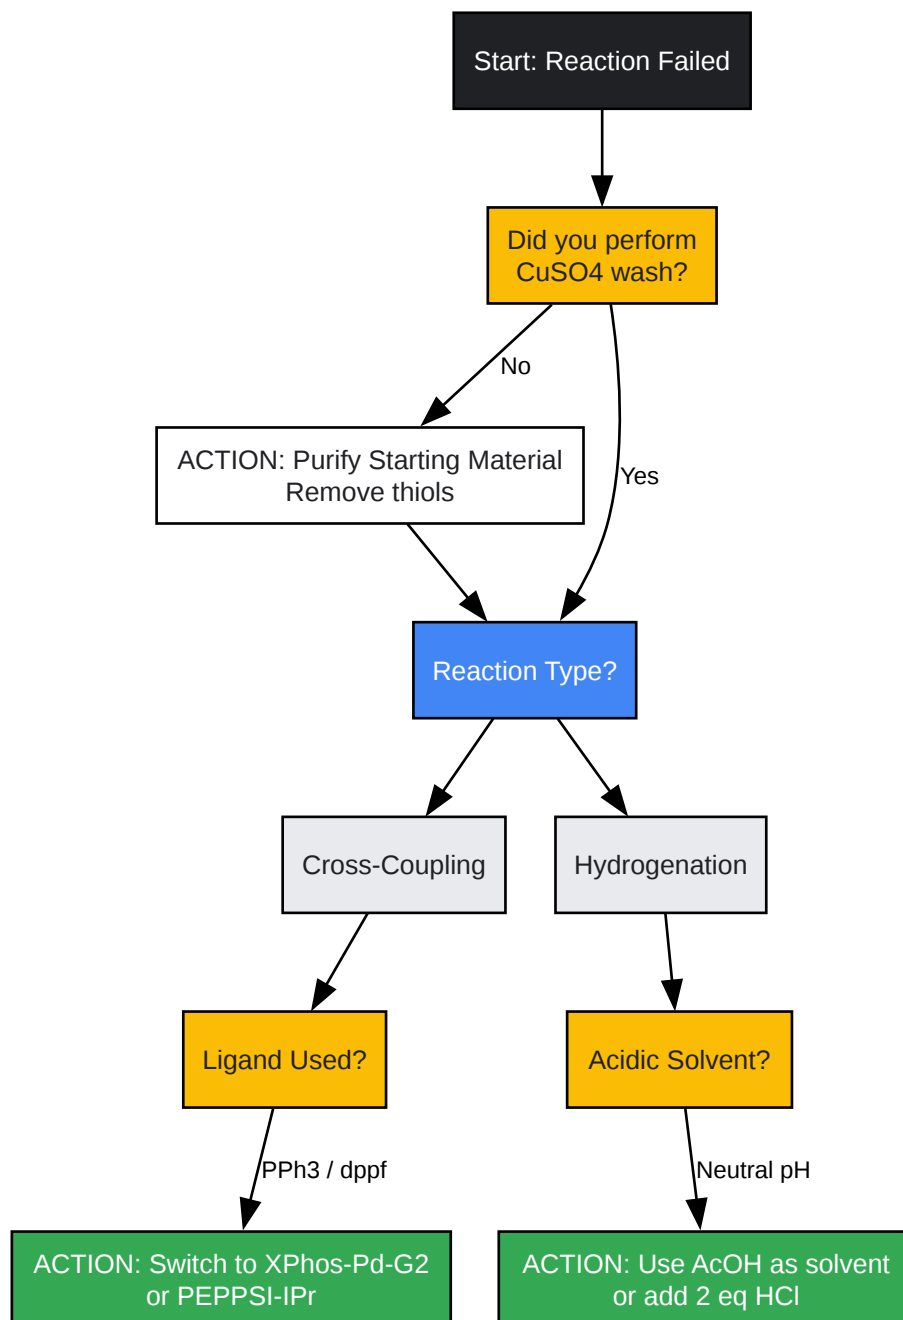 Start: Reaction Failed
Did you perform
CuSO4 wash?
No
Yes
ACTION: Purify Starting Material
Remove thiols
Reaction Type?
Cross-Coupling
Hydrogenation
Ligand Used?
Acidic Solvent?
PPh3 / dppf
Neutral pH
ACTION: Switch to XPhos-Pd-G2
or PEPPSI-IPr
ACTION: Use AcOH as solvent
or add 2 eq HCl